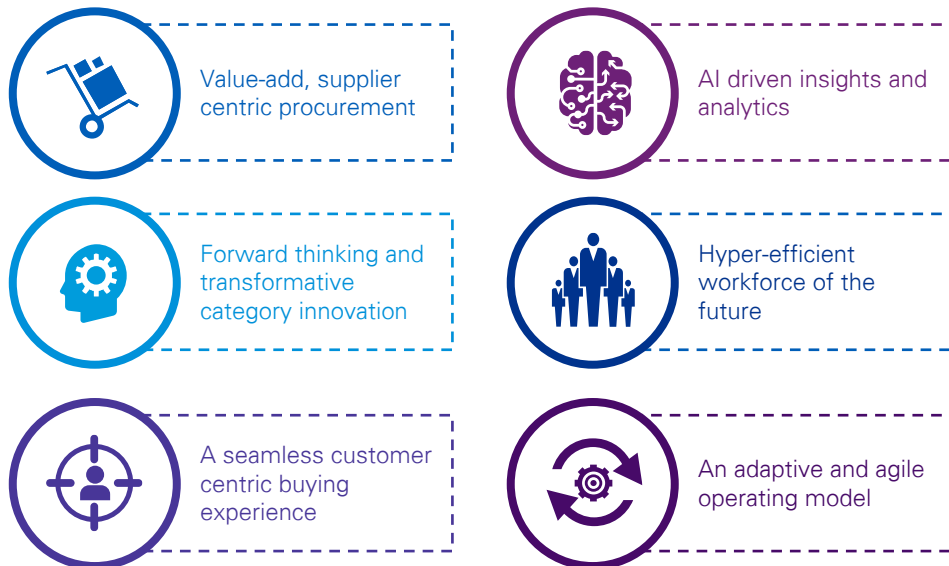 Value-add, supplier
centric procurement
AI driven insights and
analytics
Forward thinking and
transformative
category innovation
Hyper-efficient
workforce of the
future
A seamless customer
centric buying
experience
An adaptive and agile
operating model